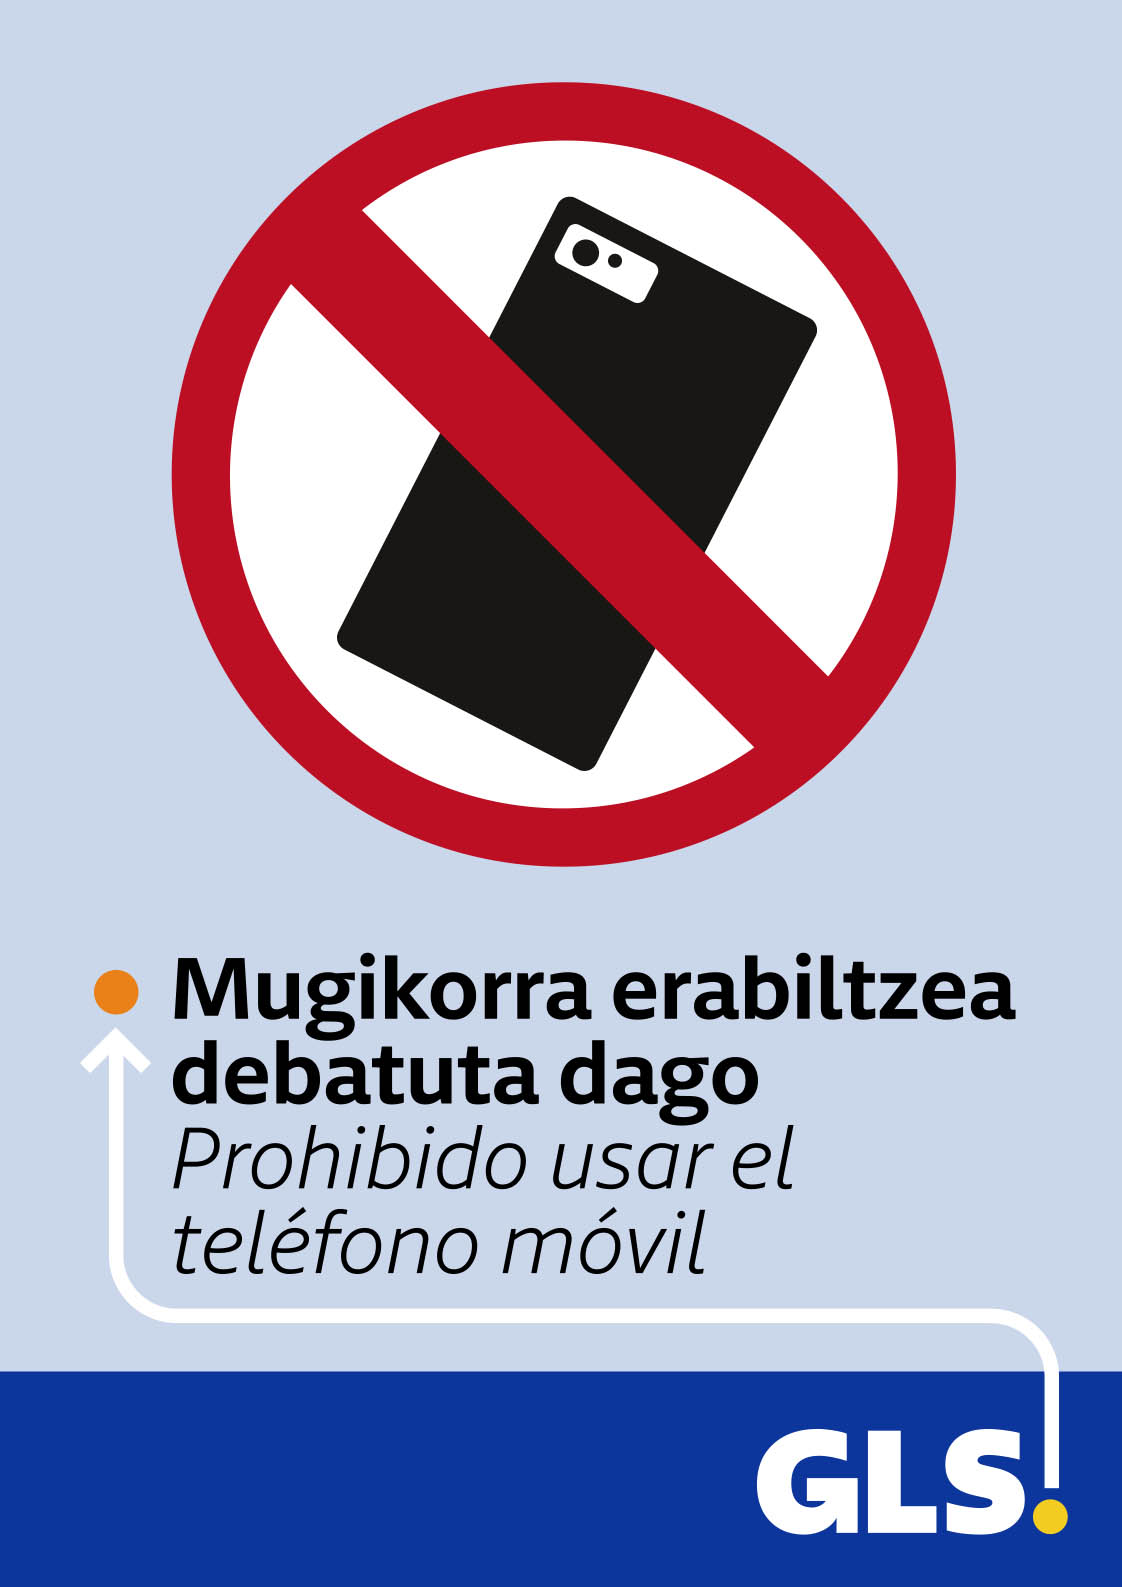 Mugikorra erabiltzea
debatuta dago
Prohibido usar el
teléfono móvil
GLS.